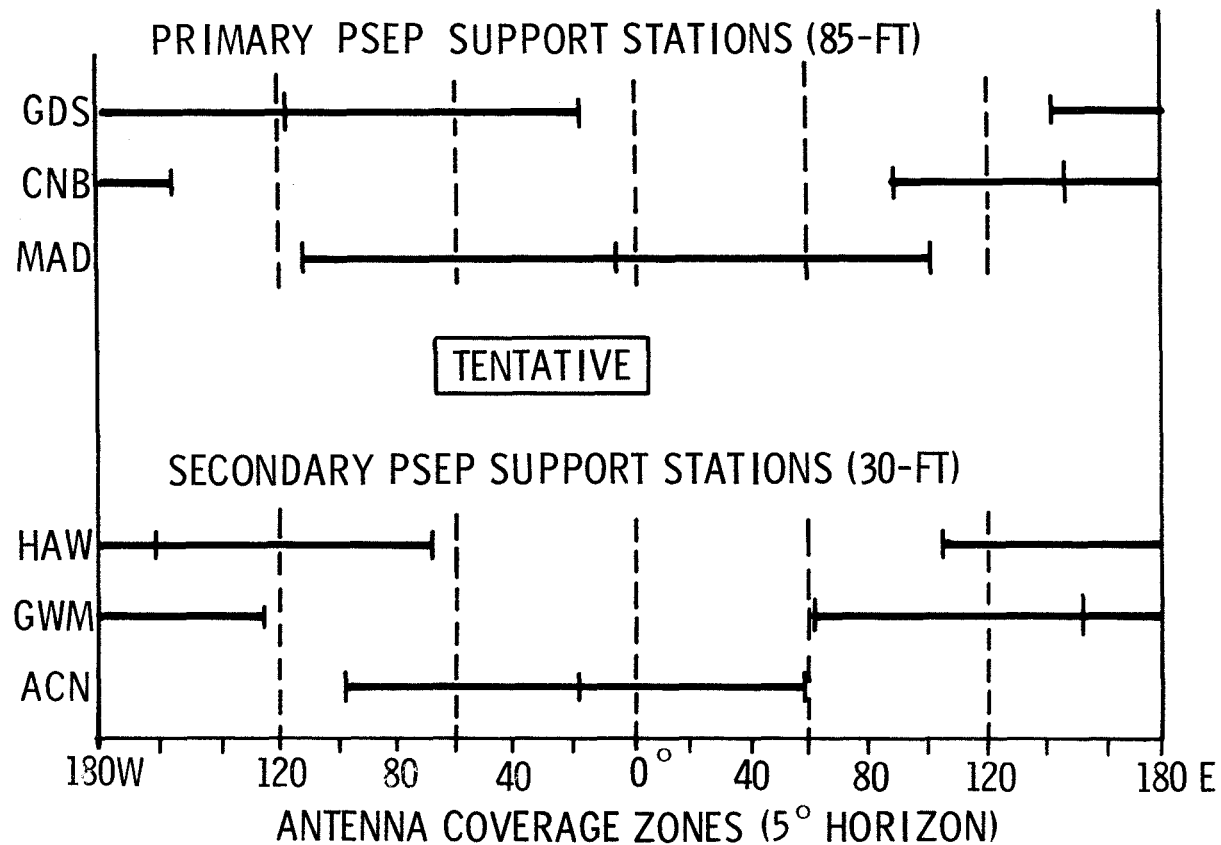 PRIMARY PSEP SUPPORT STATIONS (85-FT)
GDS
CNB
MAD
TENTATIVE
SECONDARY PSEP SUPPORT STATIONS (30-FT)
HAW
GWM
ACN
180W 120 80 40 0° 40 80 120 180 E
ANTENNA COVERAGE ZONES (5° HORIZON)